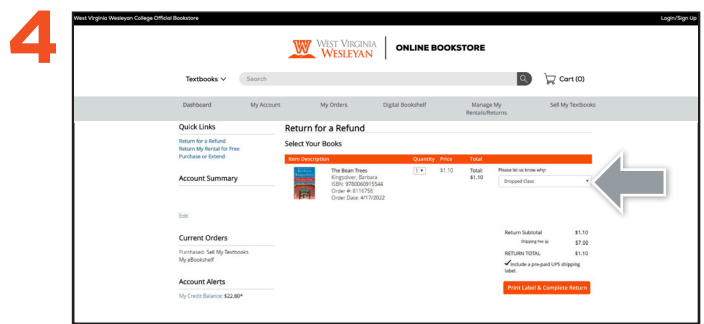 4
West Virginia Wesleyan College Official Bookstore
Login/Sign Up
WEST VIRGINIA
WESLEYAN
ONLINE BOOKSTORE
Textbooks
Search
Cart (0)
Dashboard
My Account
My Orders
Digital Bookshelf
Manage My
Rentals/Returns
Sell My Textbooks
Quick Links
Return for a Refund
Return My Rental for Free
Purchase or Extend
Account Summary
Edit
Current Orders
Purchased: Sell My Textbooks
My eBookshelf
Account Alerts
My Credit Balance: $22.80*
Return for a Refund
Select Your Books
Item Description Quantity Price Total
The Bean Trees
Kingsolver, Barbara
ISBN: 9780060915544
Order #: 8116758
Order Date: 4/17/2022
1
$1.10
Total:
$1.10
Please let us know why:
Dropped Class
Return Subtotal $1.10
Shipping Fee $7.00
RETURN TOTAL $1.10
Include a pre-paid UPS shipping
label.
Print Label & Complete Return